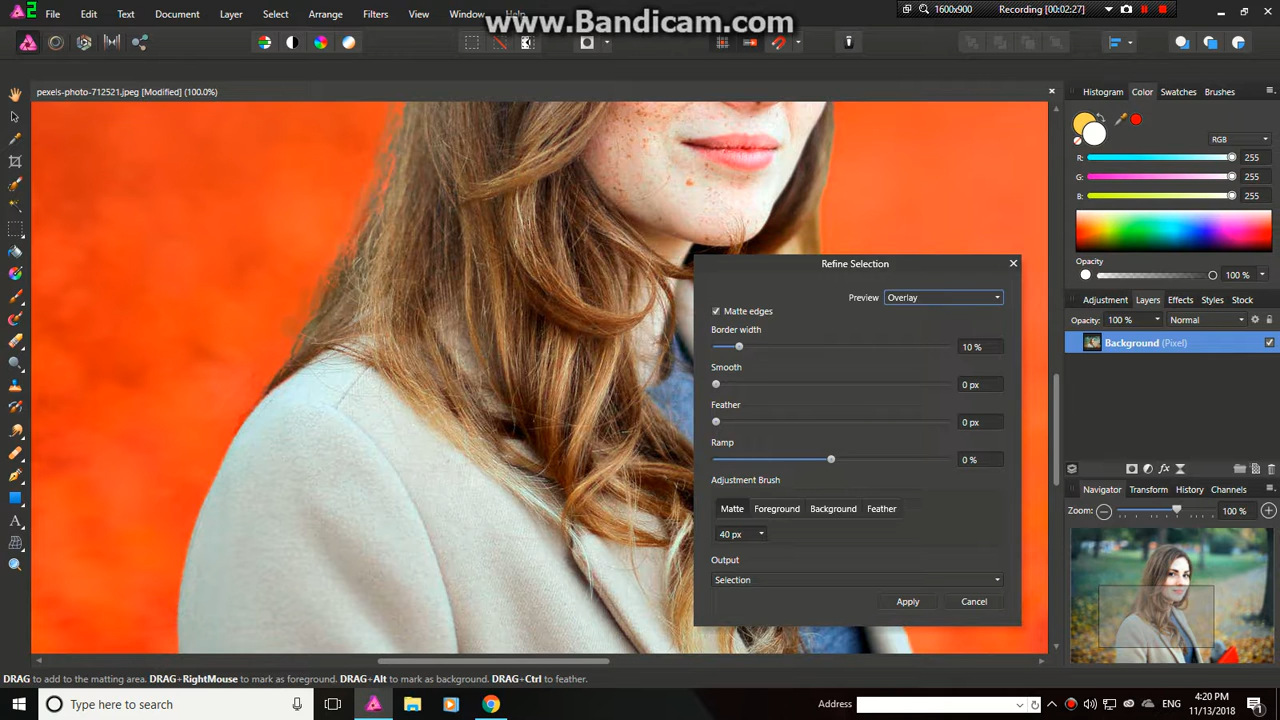 www.Bandicam.com
1600x900
Recording [00:02:27]
File Edit Text Document Layer Select Arrange Filters View Window Help
pexels-photo-712521.jpeg [Modified] (100.0%)
Histogram Color Swatches Brushes
RGB
R: 255
G: 255
B: 255
Opacity
100 %
Adjustment Layers Effects Styles Stock
Opacity: 100 % Normal
Background (Pixel)
Refine Selection
Preview Overlay
Matte edges
Border width
10 %
Smooth
0 px
Feather
0 px
Ramp
0 %
Adjustment Brush
Matte Foreground Background Feather
40 px
Output
Selection
Apply Cancel
Navigator Transform History Channels
Zoom: 100 %
DRAG to add to the matting area. DRAG+RightMouse to mark as foreground. DRAG+Alt to mark as background. DRAG+Ctrl to feather.
Type here to search
Address
ENG
4:20 PM
11/13/2018
1